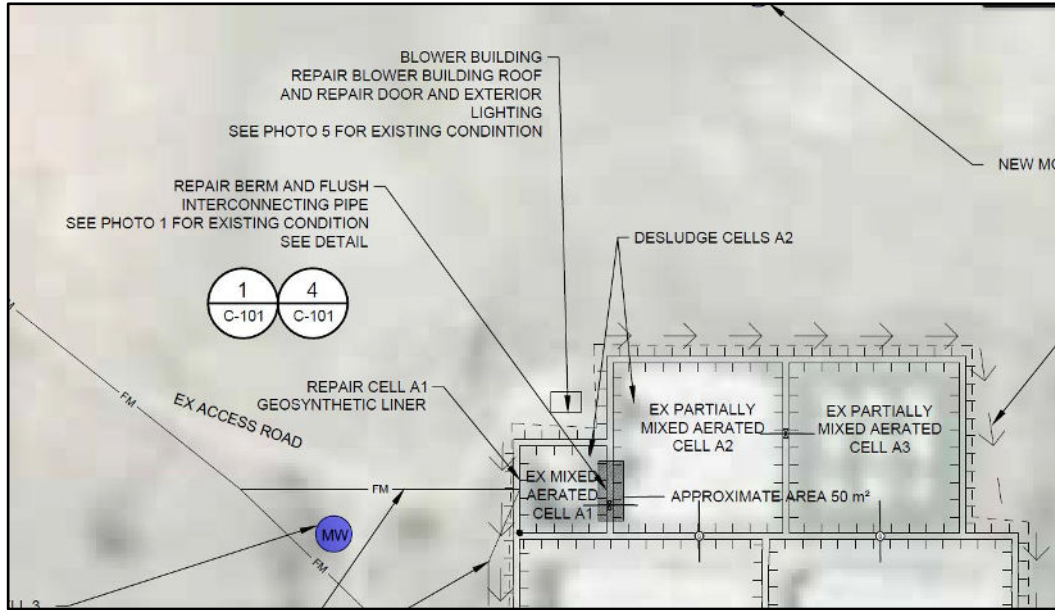 BLOWER BUILDING
REPAIR BLOWER BUILDING ROOF
AND REPAIR DOOR AND EXTERIOR
LIGHTING
SEE PHOTO 5 FOR EXISTING CONDINTION
NEW MO
REPAIR BERM AND FLUSH
INTERCONNECTING PIPE
SEE PHOTO 1 FOR EXISTING CONDITION
SEE DETAIL
DESLUDGE CELLS A2
1
C-101
4
C-101
FM
EX ACCESS ROAD
REPAIR CELL A1
GEOSYNTHETIC LINER
EX PARTIALLY
MIXED AERATED
CELL A2
EX PARTIALLY
MIXED AERATED
CELL A3
FM
EX MIXED
AERATED
CELL A1
APPROXIMATE AREA 50 m²
FM
MW
FM